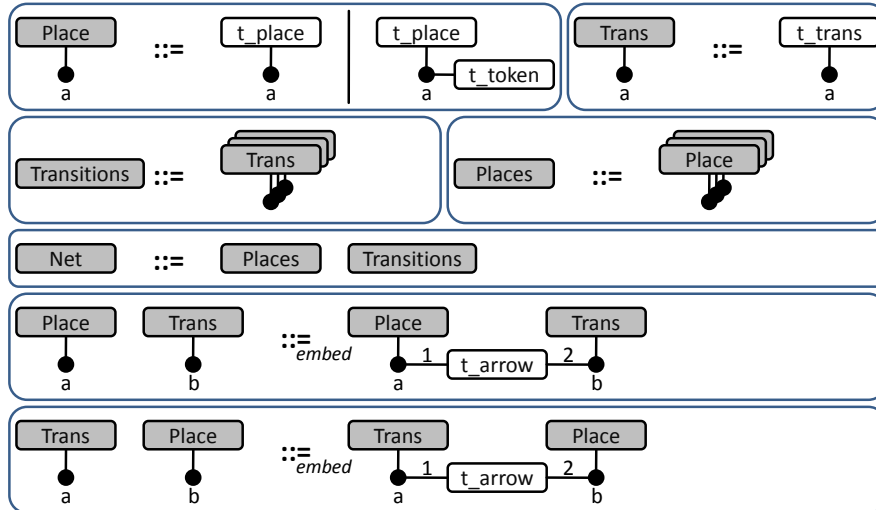 Place ::= t_place t_place Trans ::= t_trans
t_token
a a a a a
Transitions ::= Trans Places ::= Place
Net ::= Places Transitions
Place Trans ::= embed Place Trans
1 t_arrow 2
a b a b
Trans Place ::= embed Trans Place
1 t_arrow 2
a b a b